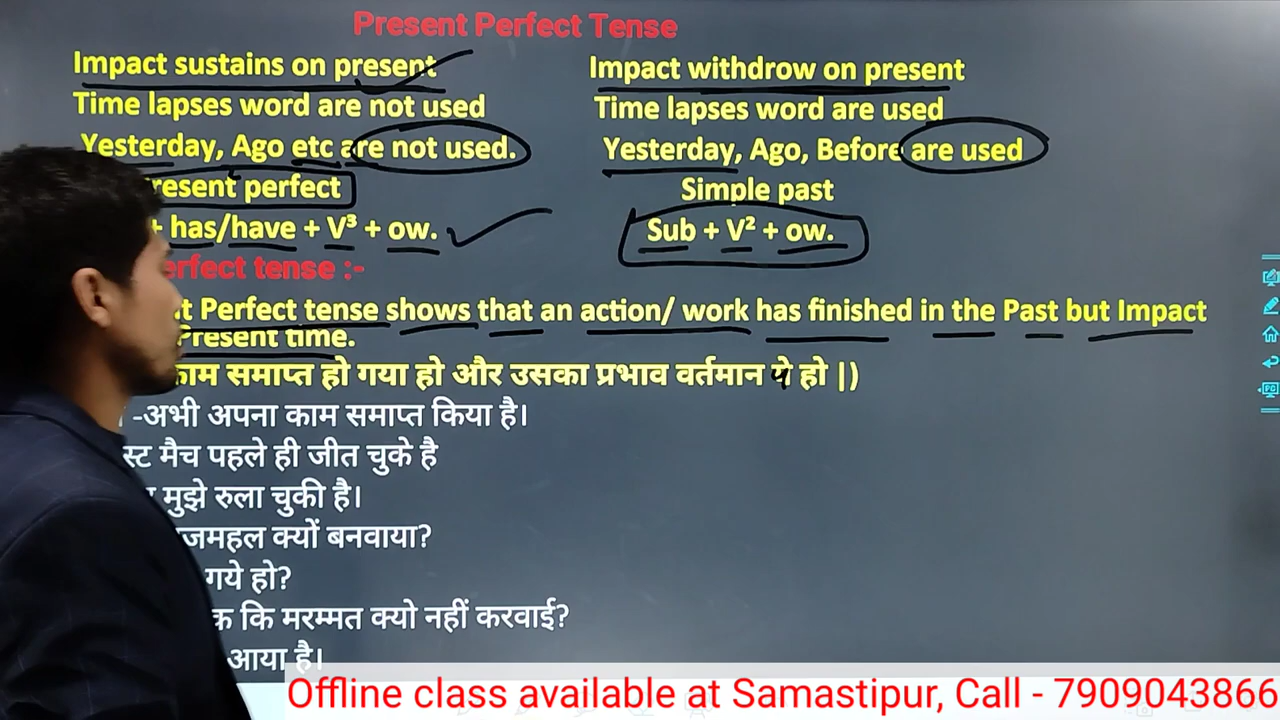 Present Perfect Tense
Impact sustains on present
Time lapses word are not used
Yesterday, Ago etc are not used.
resent perfect
+ has/have + V³ + ow.
Impact withdrow on present
Time lapses word are used
Yesterday, Ago, Before are used
Simple past
Sub + V² + ow.
erfect tense :-
t Perfect tense shows that an action/ work has finished in the Past but Impact
Present time.
काम समाप्त हो गया हो और उसका प्रभाव वर्तमान मे हो |)
-अभी अपना काम समाप्त किया है।
स्ट मैच पहले ही जीत चुके है
मुझे रुला चुकी है।
जमहल क्यों बनवाया?
गये हो?
क कि मरम्मत क्यो नहीं करवाई?
आया है।
Offline class available at Samastipur, Call - 7909043866